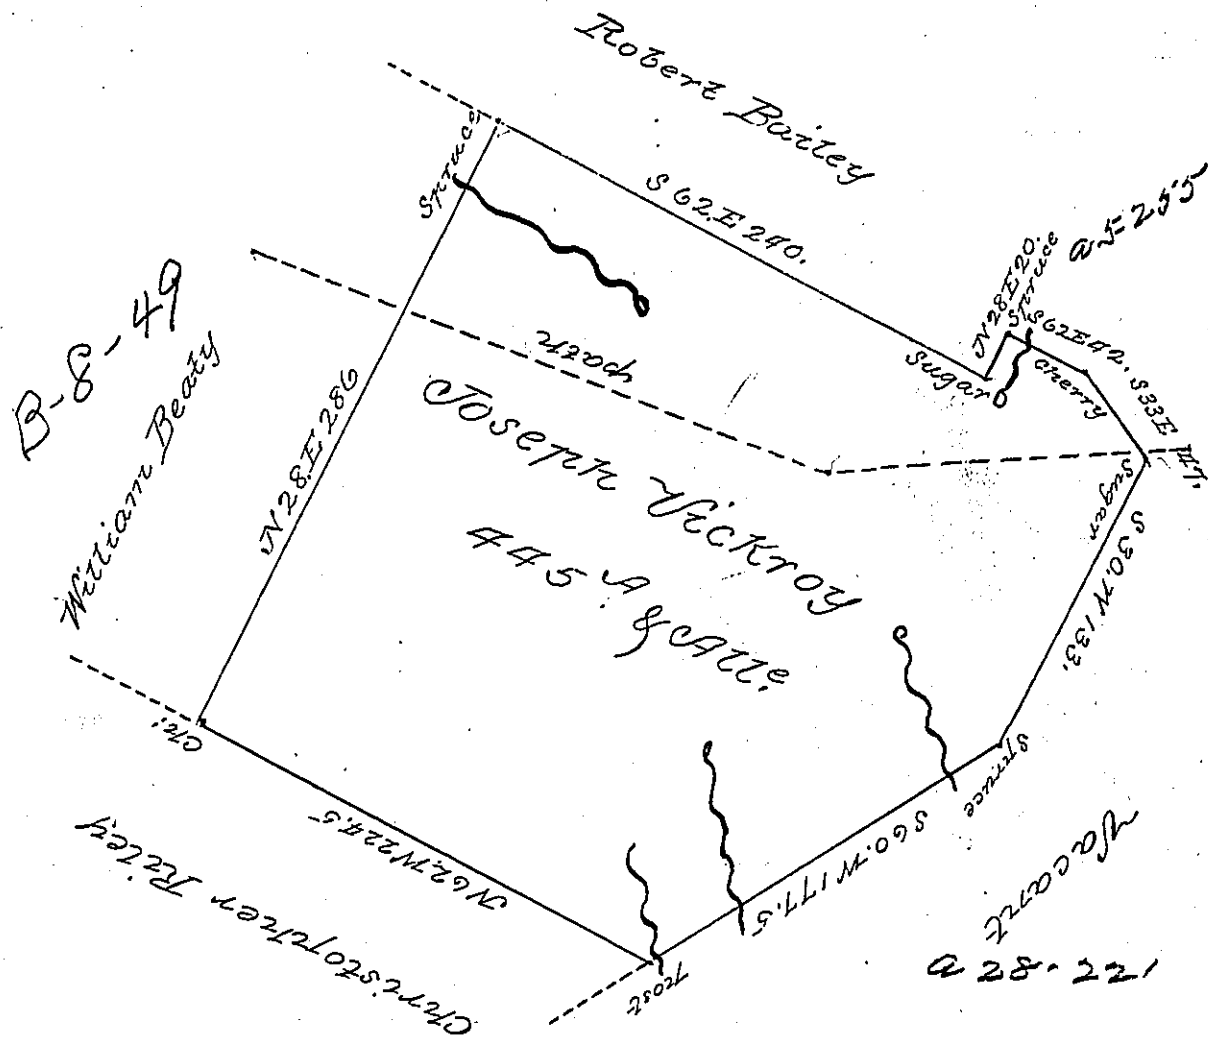 Robert Bailey
Spruce
S 62.E 240.
N 28.E 20.
Spruce
a J-255
S 62 E 42.
Cherry
S 33 E 47.
Sugar
B-8-49
William Beaty
N 28.E 286
path
Joseph Vickroy
445 A. & Alle.
Sugar
S 30.W 133.
Spruce
S 60.W 177.5
Vacant
a 28-221
Post
N 62.W 224.5
Ch:
Christopher Riley